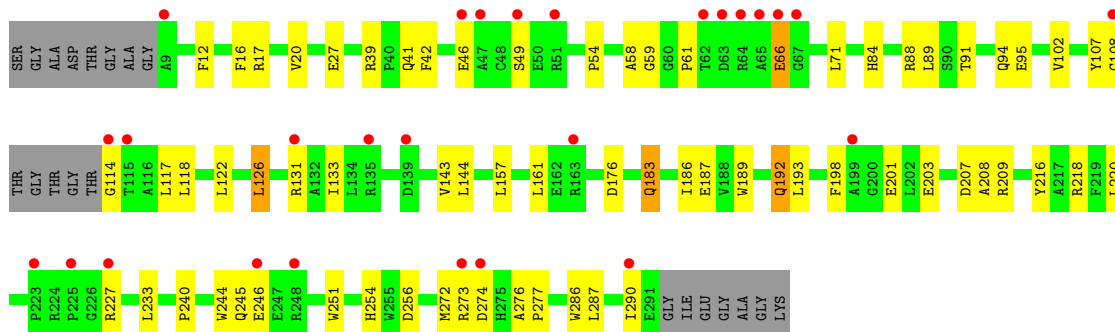 SER GLY ALA ASP THR GLY ALA GLY A9 F12 F16 R17 V20 E27 R39 P40 Q41 F42 E46 A47 C48 S49 E50 R51 P54 A58 G59 G60 P61 T62 D63 R64 A65 E66 G67 L71 H84 R88 L89 S90 T91 Q94 E95 V102 Y107
THR GLY THR GLY THR G114 T115 A116 L117 L118 L122 L126 R131 A132 I133 L134 R135 D139 V143 L144 L157 L161 E162 R163 D176 Q183 I186 E187 V188 W189 Q192 L193 F198 A199 G200 E201 L202 E203 D207 A208 R209 Y216 A217 R218 F219
P223 R224 P225 G226 R227 L233 P240 W244 Q245 E246 E247 R248 W251 H254 W255 D256 M272 R273 D274 H275 A276 P277 W286 L287 I290 E291 GLY ILE GLU GLY ALA GLY LYS